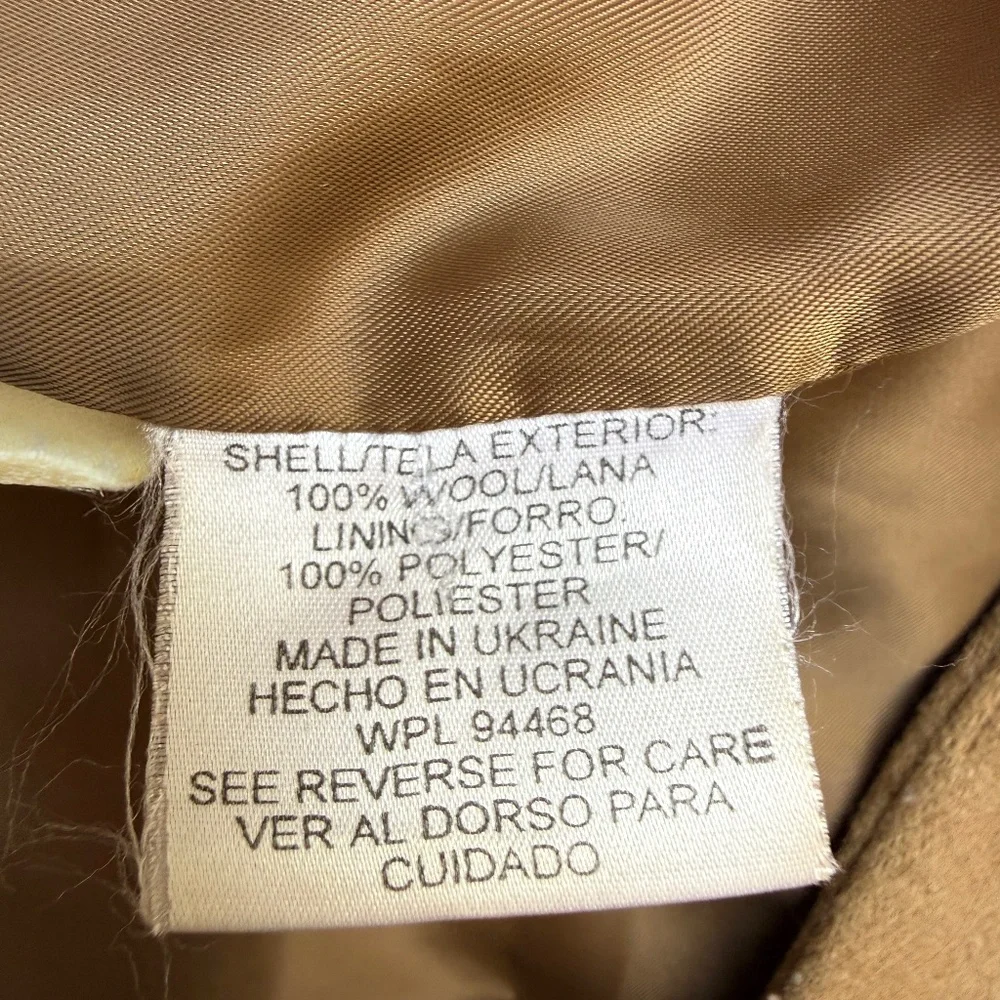 SHELL/TELA EXTERIOR:
100% WOOL/LANA
LINING/FORRO.
100% POLYESTER/
POLIESTER
MADE IN UKRAINE
HECHO EN UCRANIA
WPL 94468
SEE REVERSE FOR CARE
VER AL DORSO PARA
CUIDADO